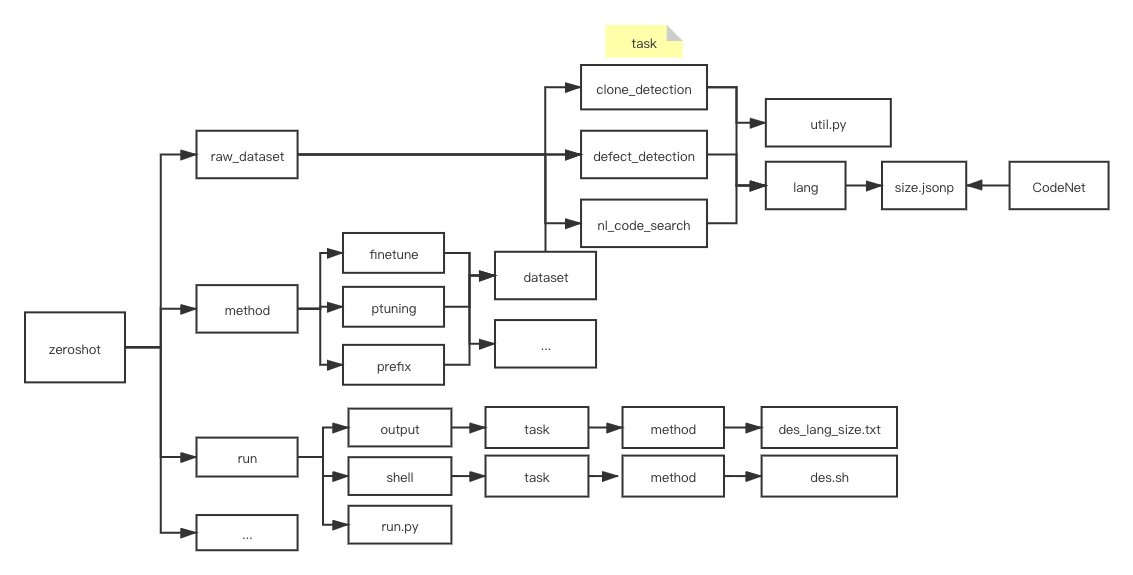 task
clone_detection
util.py
raw_dataset
defect_detection
lang
size.jsonp
CodeNet
nl_code_search
finetune
dataset
method
ptuning
zeroshot
...
prefix
output
task
method
des_lang_size.txt
run
shell
task
method
des.sh
run.py
...